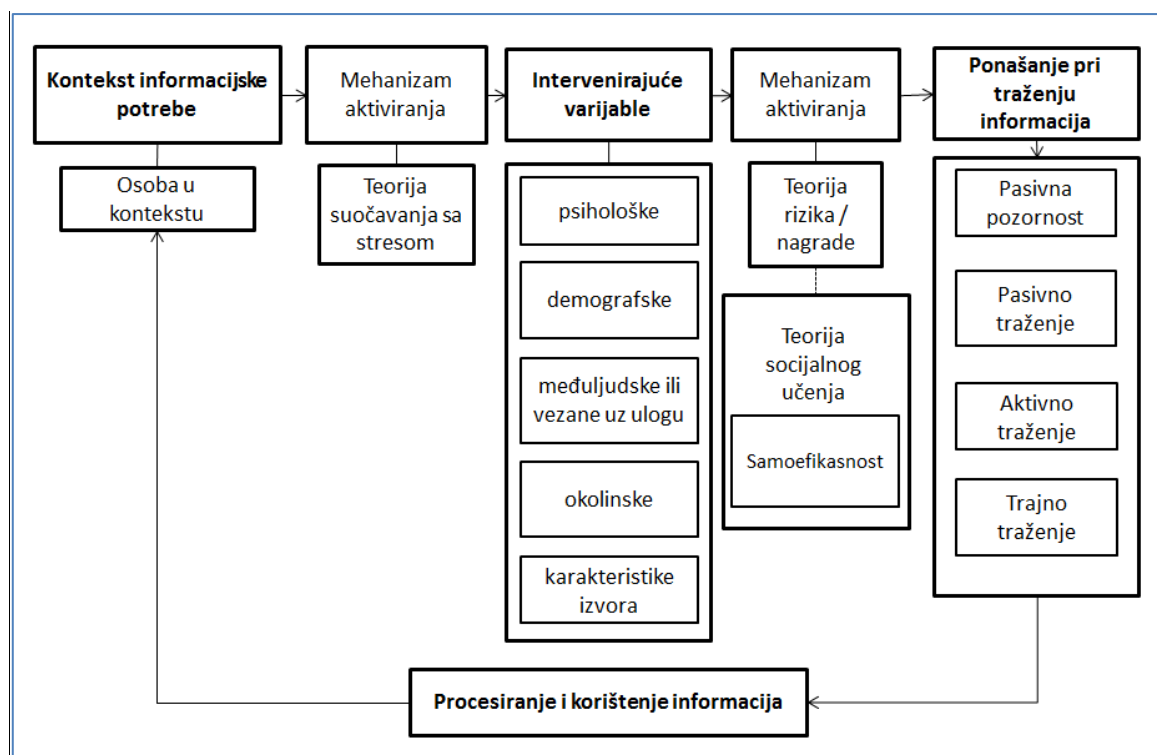 Kontekst informacijske
potrebe
Mehanizam
aktiviranja
Intervenirajuće
varijable
Mehanizam
aktiviranja
Ponašanje pri
traženju
informacija
Osoba u
kontekstu
Teorija
suočavanja sa
stresom
psihološke
demografske
međuljudske ili
vezane uz ulogu
okolinske
karakteristike
izvora
Teorija
rizika /
nagrade
Teorija
socijalnog
učenja
Samoefikasnost
Pasivna
pozornost
Pasivno
traženje
Aktivno
traženje
Trajno
traženje
Procesiranje i korištenje informacija